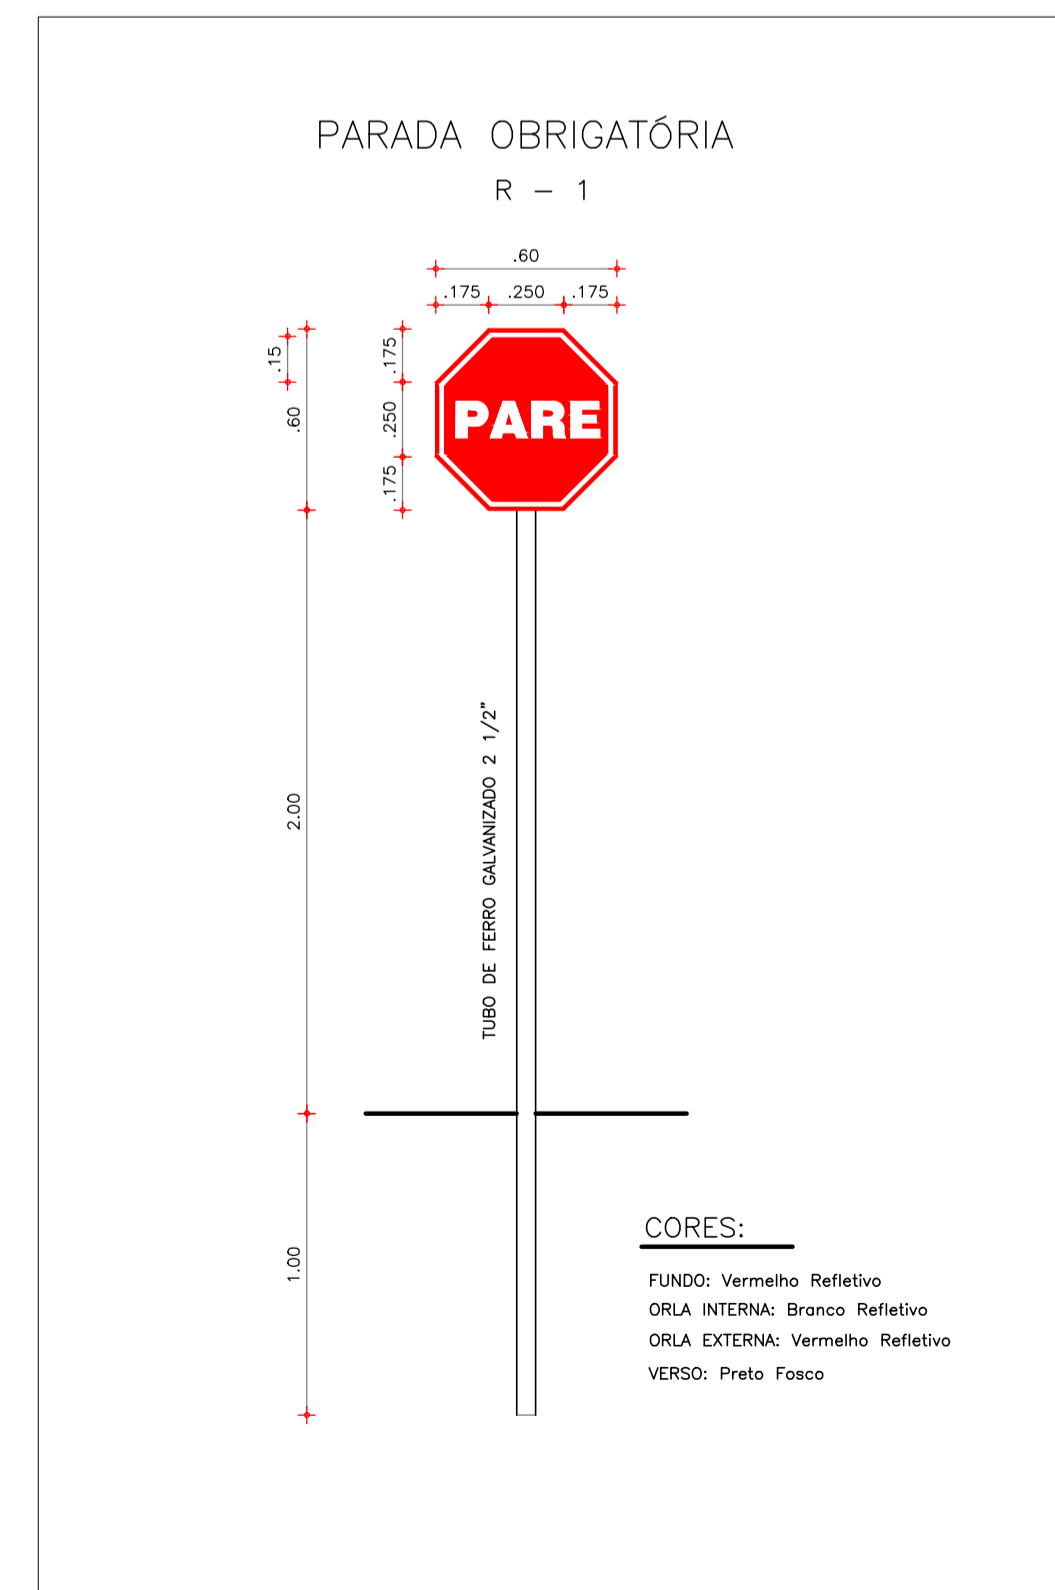 PARADA OBRIGATÓRIA
R - 1
.60
.175 .250 .175
.15
.60
.175
.250
.175
PARE
2.00
TUBO DE FERRO GALVANIZADO 2 1/2"
1.00
CORES:
FUNDO: Vermelho Refletivo
ORLA INTERNA: Branco Refletivo
ORLA EXTERNA: Vermelho Refletivo
VERSO: Preto Fosco